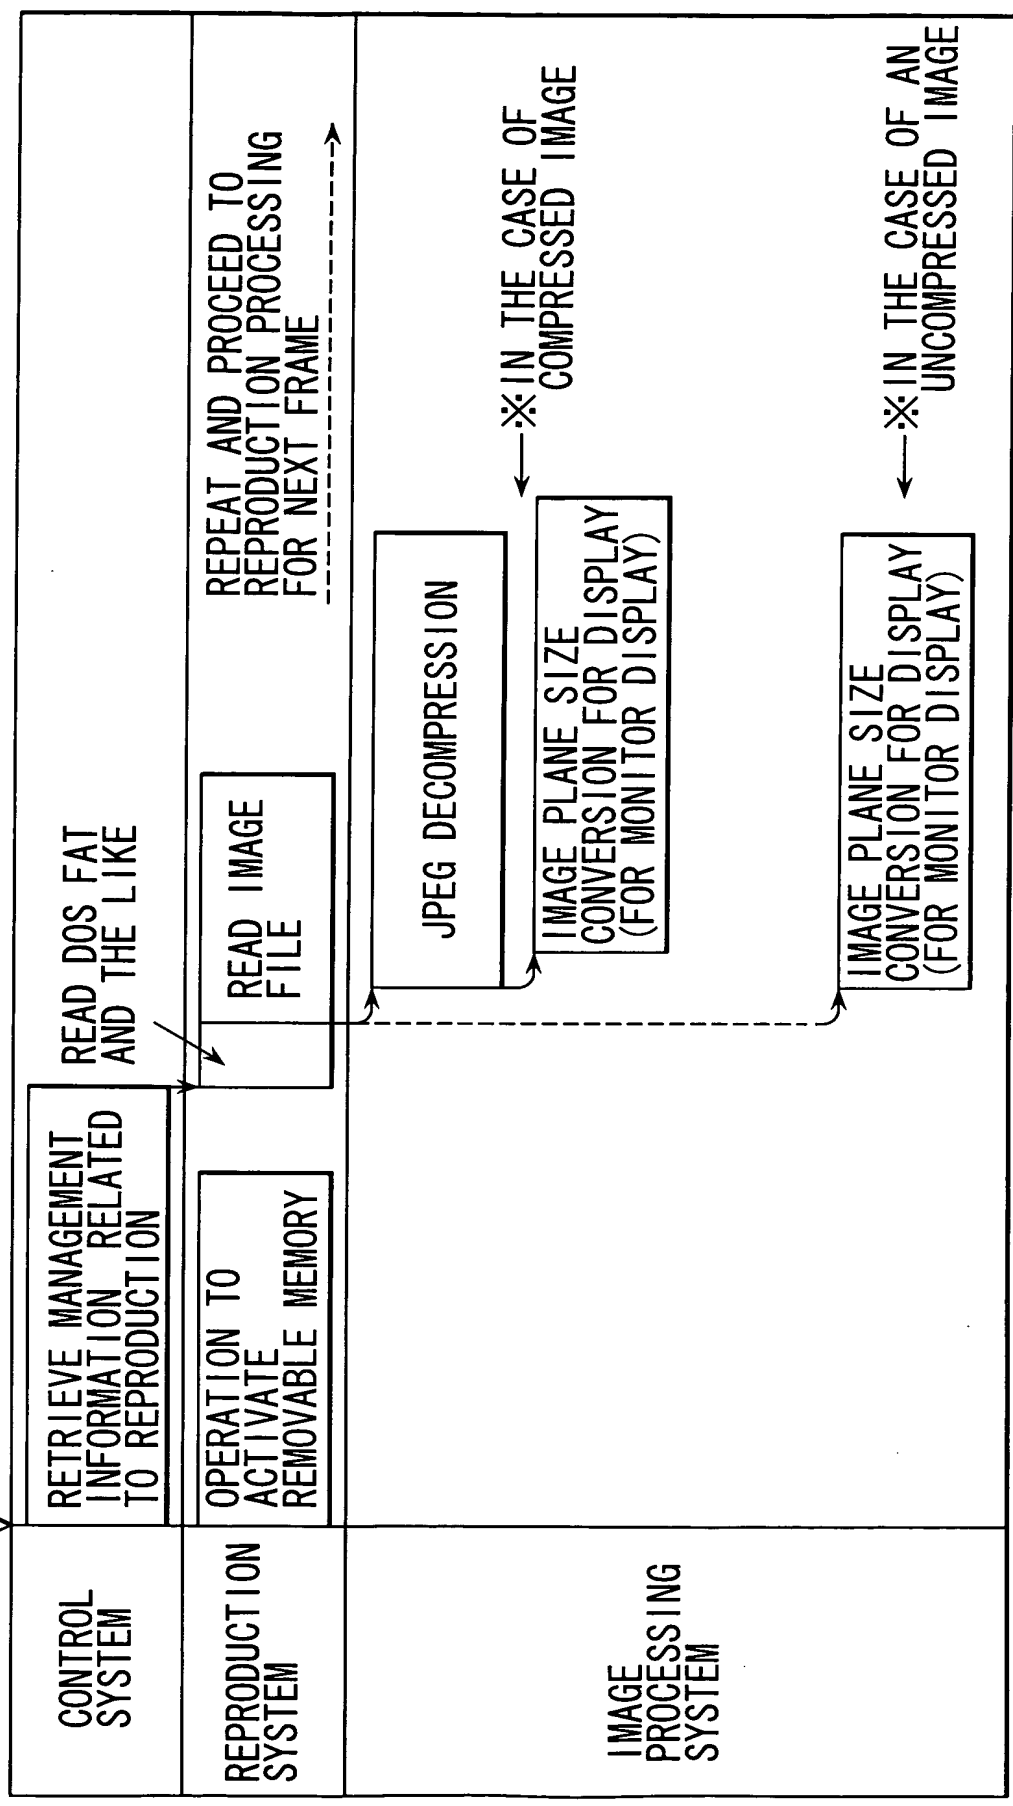 CONTROL
SYSTEM
RETRIEVE MANAGEMENT
INFORMATION RELATED
TO REPRODUCTION
READ DOS FAT
AND THE LIKE
REPRODUCTION
SYSTEM
OPERATION TO
ACTIVATE
REMOVABLE MEMORY
READ IMAGE
FILE
REPEAT AND PROCEED TO
REPRODUCTION PROCESSING
FOR NEXT FRAME
IMAGE
PROCESSING
SYSTEM
JPEG DECOMPRESSION
IMAGE PLANE SIZE
CONVERSION FOR DISPLAY
(FOR MONITOR DISPLAY)
※IN THE CASE OF
COMPRESSED IMAGE
IMAGE PLANE SIZE
CONVERSION FOR DISPLAY
(FOR MONITOR DISPLAY)
※IN THE CASE OF AN
UNCOMPRESSED IMAGE